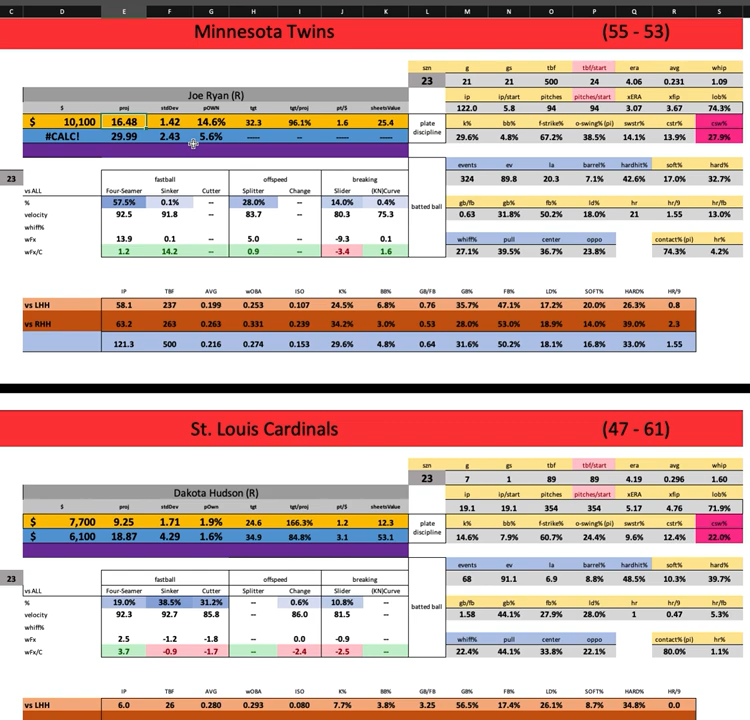 C D E F G H I J K L M N O P Q R S
Minnesota Twins (55 - 53)
szn g gs tbf tbf/start era avg whip
23 21 21 500 24 4.06 0.231 1.09
Joe Ryan (R) ip ip/start pitches pitches/start xERA xfip lob%
$ proj stdDev pOWN tgt tgt/proj pt/$ sheetsValue 122.0 5.8 94 94 3.07 3.67 74.3%
$ 10,100 16.48 1.42 14.6% 32.3 96.1% 1.6 25.4 plate discipline k% bb% f-strike% o-swing% (pi) swstr% cstr% csw%
#CALC! 29.99 2.43 5.6% ---- ---- -- --- 29.6% 4.8% 67.2% 38.5% 14.1% 13.9% 27.9%
events ev la barrel% hardhit% soft% hard%
23 fastball offspeed breaking 324 89.8 20.3 7.1% 42.6% 17.0% 32.7%
vs ALL Four-Seamer Sinker Cutter Splitter Change Slider (KN)Curve batted ball
% 57.5% 0.1% -- 28.0% -- 14.0% 0.4% gb/fb gb% fb% ld% hr hr/9 hr/fb
velocity 92.5 91.8 -- 83.7 -- 80.3 75.3 0.63 31.8% 50.2% 18.0% 21 1.55 13.0%
whiff%
wFx 13.9 0.1 5.0 -9.3 0.1 whiff% pull center oppo contact% (pi) hr%
wFx/C 1.2 14.2 -- 0.9 -- -3.4 1.6 27.1% 39.5% 36.7% 23.8% 74.3% 4.2%
IP TBF AVG wOBA ISO K% BB% GB/FB GB% FB% LD% SOFT% HARD% HR/9
vs LHH 58.1 237 0.199 0.253 0.107 24.5% 6.8% 0.76 35.7% 47.1% 17.2% 20.0% 26.3% 0.8
vs RHH 63.2 263 0.263 0.331 0.239 34.2% 3.0% 0.53 28.0% 53.0% 18.9% 14.0% 39.0% 2.3
121.3 500 0.216 0.274 0.153 29.6% 4.8% 0.64 31.6% 50.2% 18.1% 16.8% 33.0% 1.55
St. Louis Cardinals (47 - 61)
szn g gs tbf tbf/start era avg whip
23 7 1 89 89 4.19 0.296 1.60
Dakota Hudson (R) ip ip/start pitches pitches/start xERA xfip lob%
$ proj stdDev pOwn tgt tgt/proj pt/$ sheetsValue 19.1 19.1 354 354 5.17 4.76 71.9%
$ 7,700 9.25 1.71 1.9% 24.6 166.3% 1.2 12.3 plate discipline k% bb% f-strike% o-swing% (pi) swstr% cstr% csw%
$ 6,100 18.87 4.29 1.6% 34.9 84.8% 3.1 53.1 14.6% 7.9% 60.7% 24.4% 9.6% 12.4% 22.0%
events ev la barrel% hardhit% soft% hard%
23 fastball offspeed breaking 68 91.1 6.9 8.8% 48.5% 10.3% 39.7%
vs ALL Four-Seamer Sinker Cutter Splitter Change Slider (KN)Curve batted ball
% 19.0% 38.5% 31.2% -- 0.6% 10.8% -- gb/fb gb% fb% ld% hr hr/9 hr/fb
velocity 92.3 92.7 85.8 -- 86.0 81.5 -- 1.58 44.1% 27.9% 28.0% 1 0.47 5.3%
whiff%
wFx 2.5 -1.2 -1.8 0.0 -0.9 whiff% pull center oppo contact% (pi) hr%
wFx/C 3.7 -0.9 -1.7 -- -2.4 -2.5 -- 22.4% 44.1% 33.8% 22.1% 80.0% 1.1%
IP TBF AVG wOBA ISO K% BB% GB/FB GB% FB% LD% SOFT% HARD% HR/9
vs LHH 6.0 26 0.280 0.293 0.080 7.7% 3.8% 3.25 56.5% 17.4% 26.1% 8.7% 34.8% 0.0